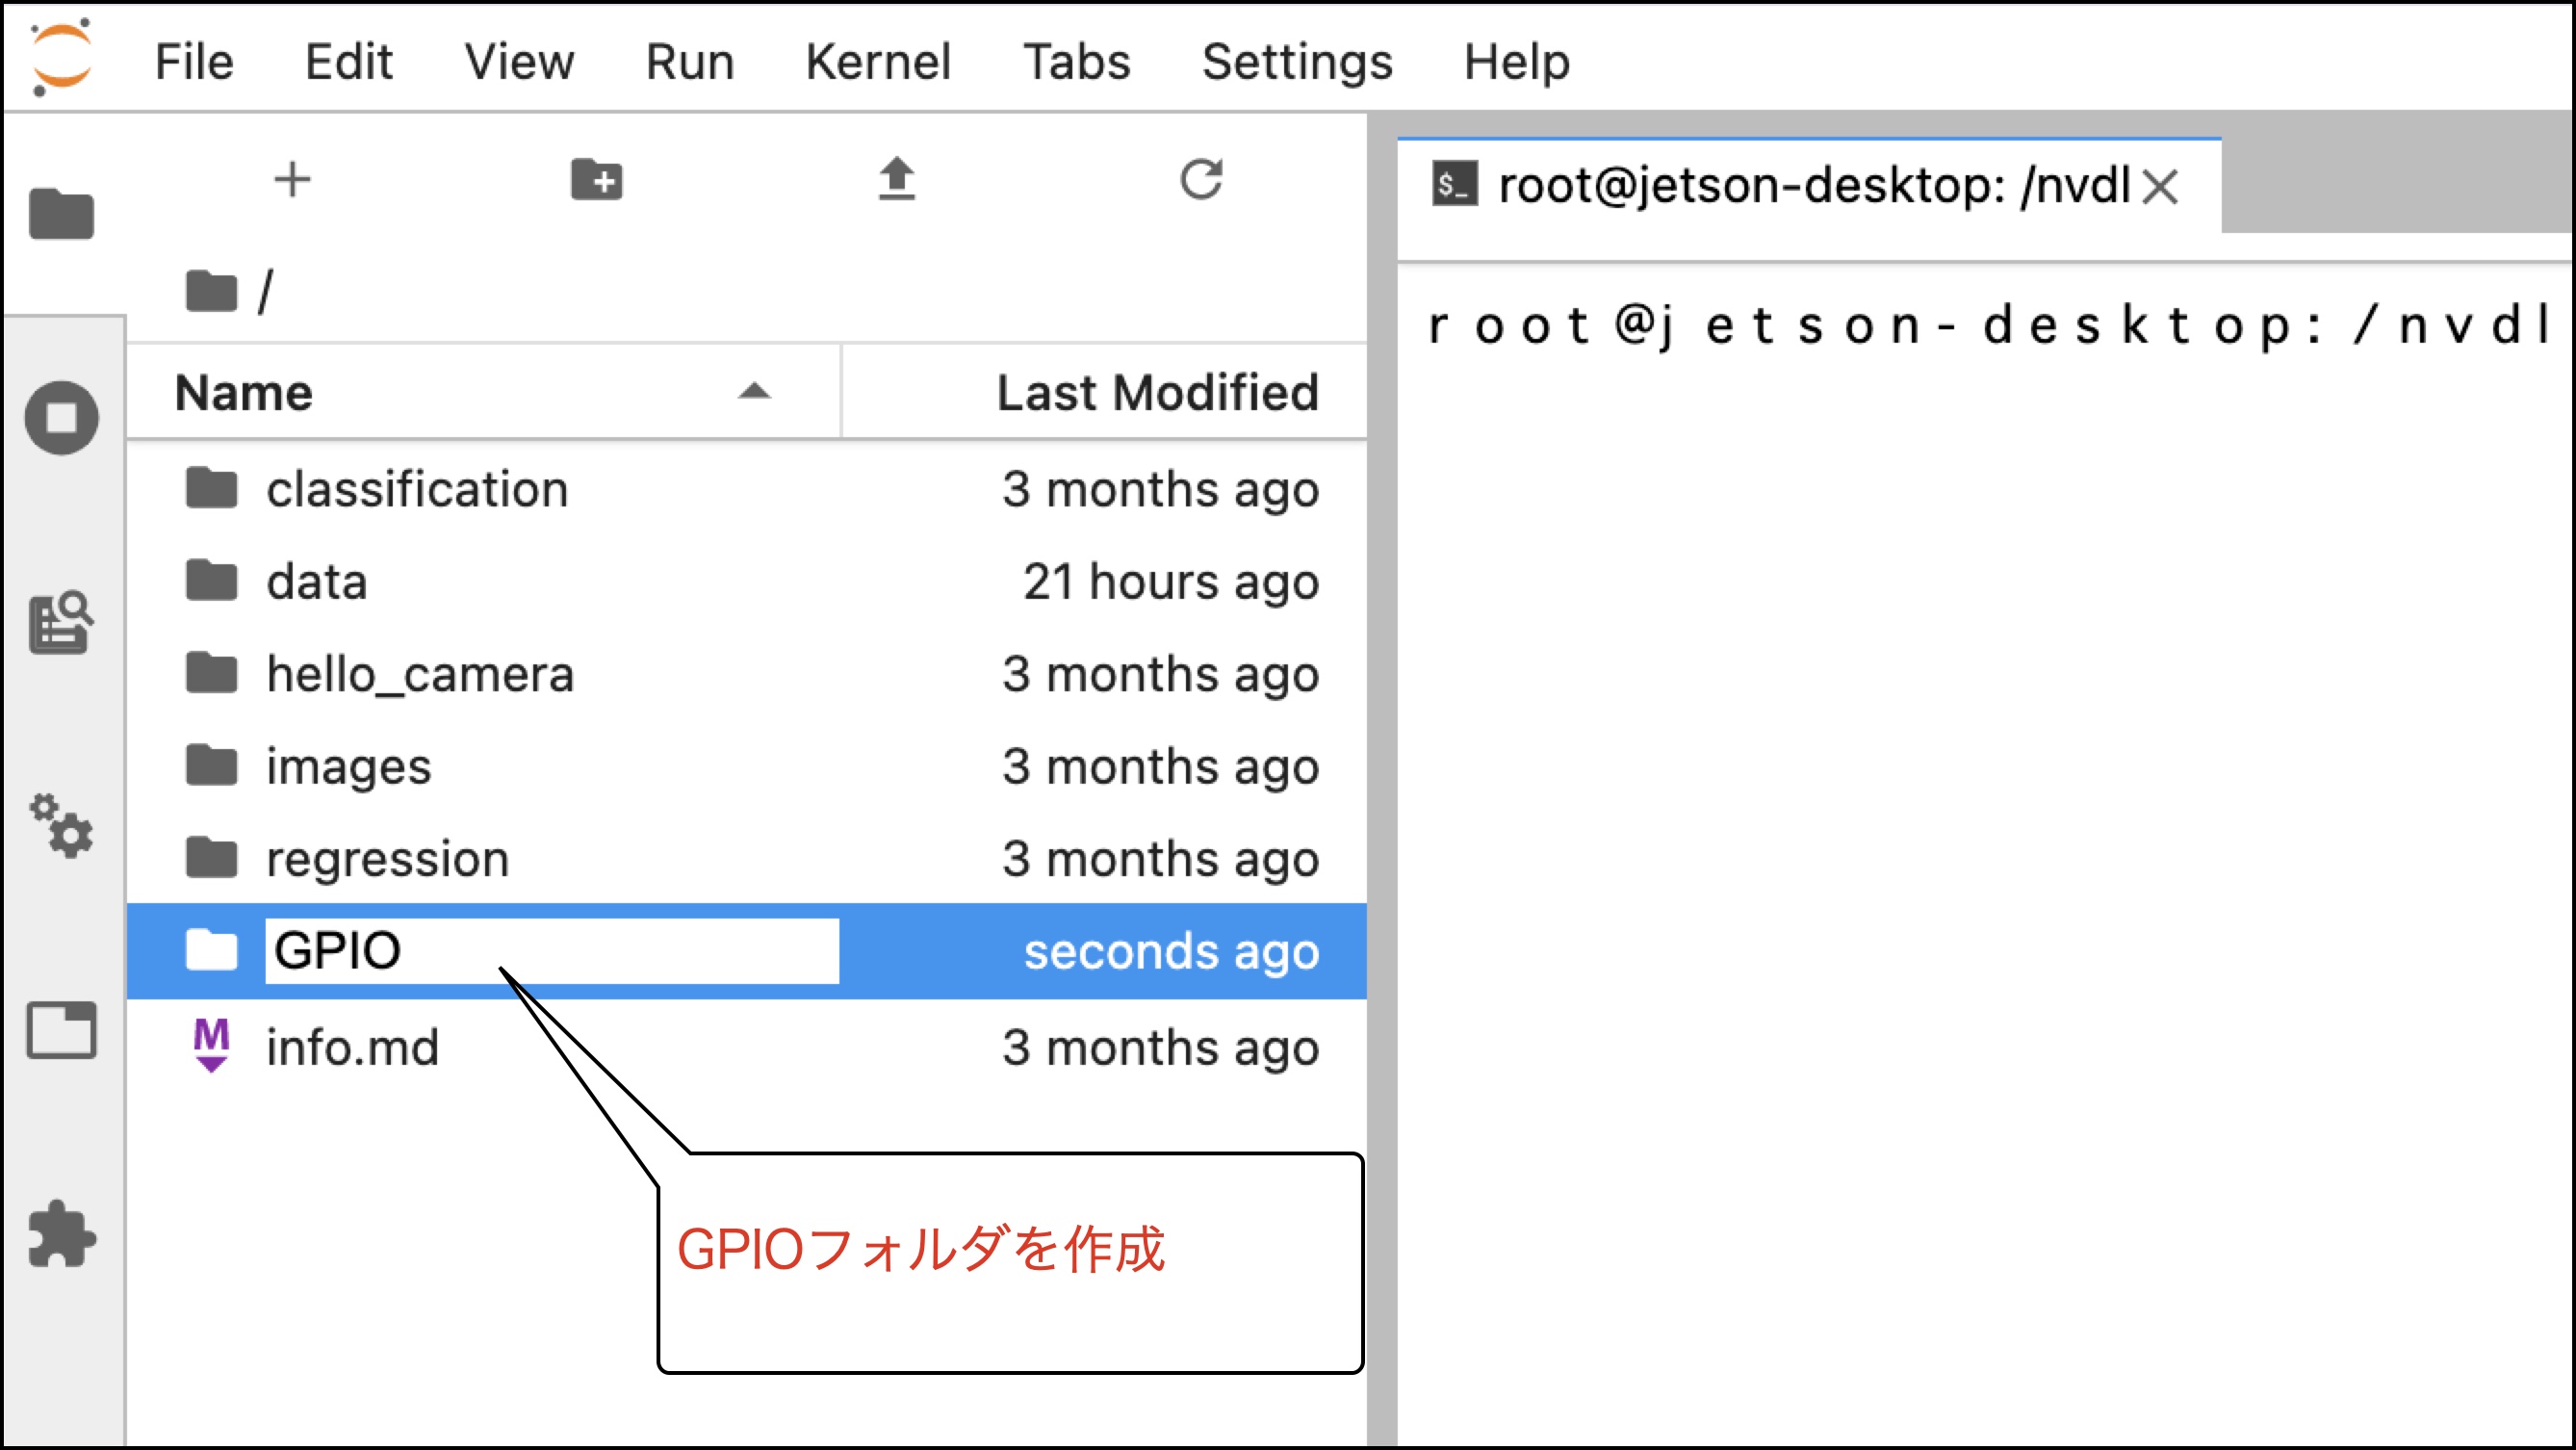 File Edit View Run Kernel Tabs Settings Help
$_ root@jetson-desktop: /nvdl
/
root@jetson-desktop:/nvdl
Name Last Modified
classification 3 months ago
data 21 hours ago
hello_camera 3 months ago
images 3 months ago
regression 3 months ago
GPIO seconds ago
M info.md 3 months ago
GPIOフォルダを作成